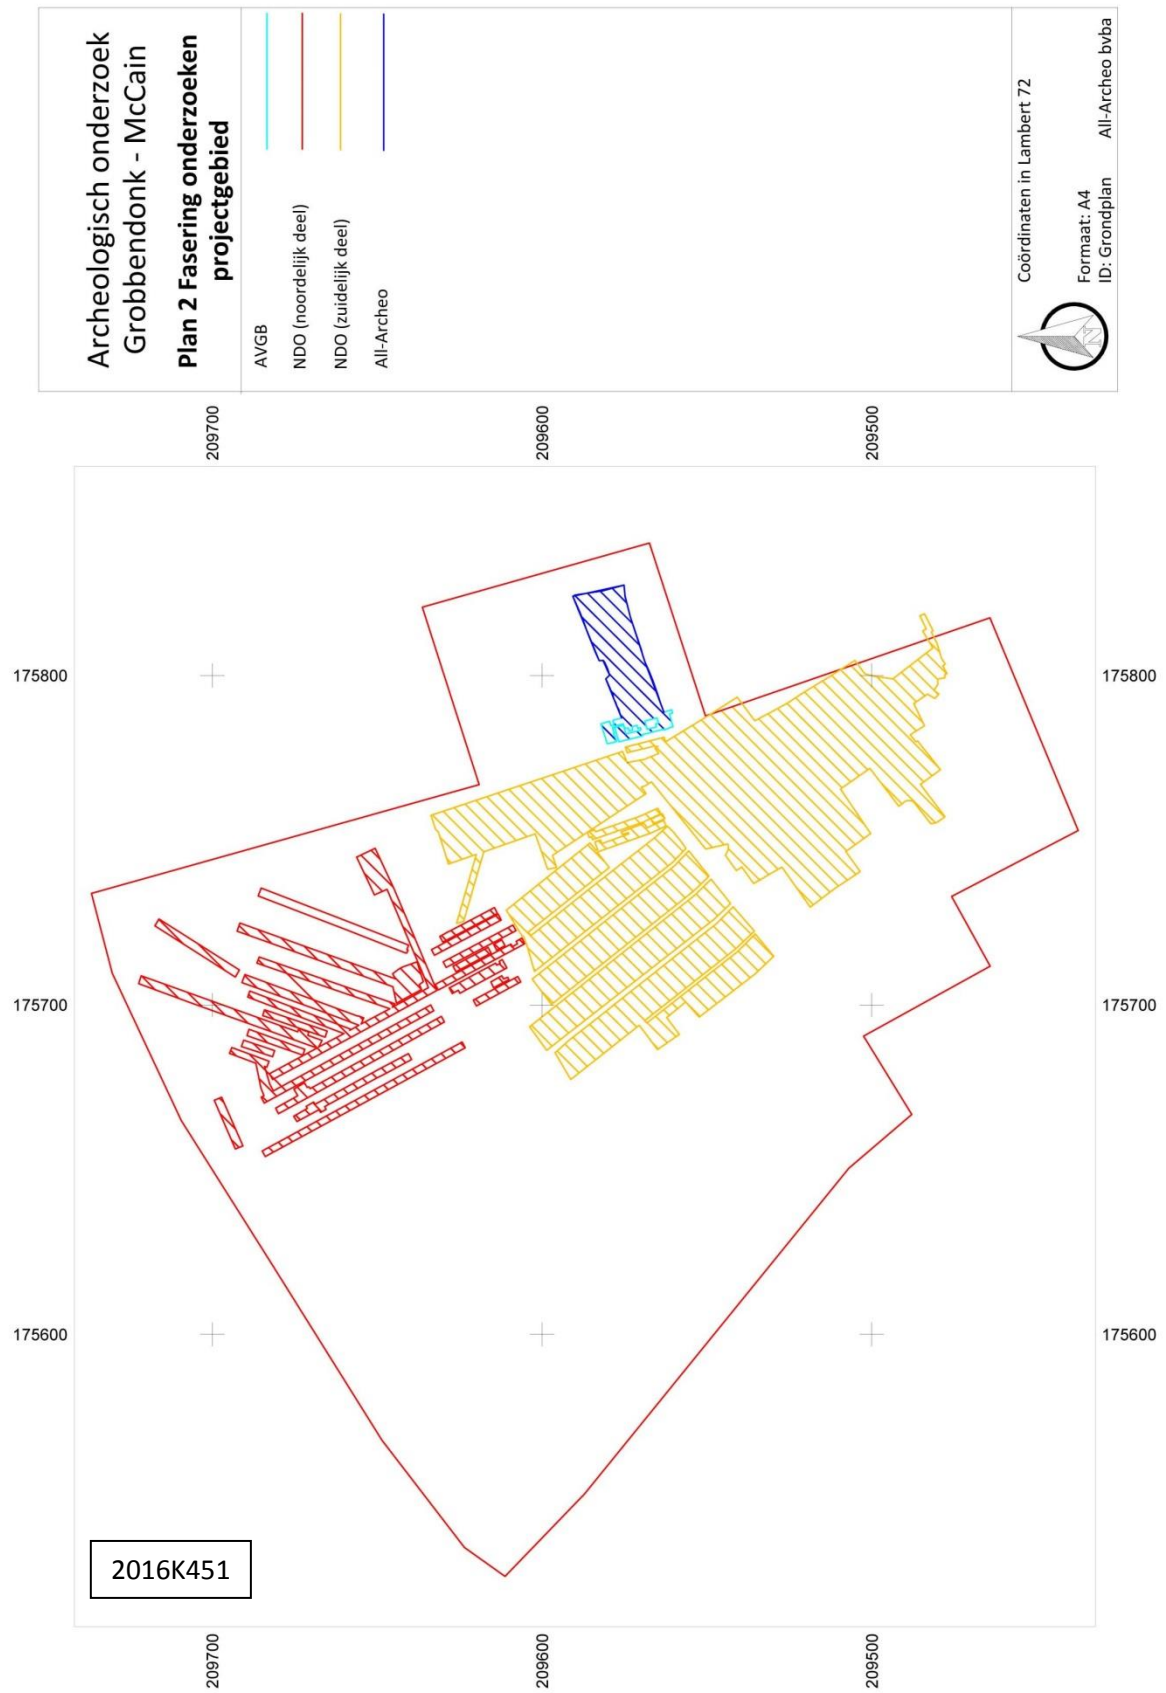 Archeologisch onderzoek
Grobbendonk - McCain
Plan 2 Fasering onderzoeken
projectgebied
AVGB
NDO (noordelijk deel)
NDO (zuidelijk deel)
All-Archeo
Coördinaten in Lambert 72
Formaat: A4
ID: Grondplan
All-Archeo bvba
N
209700
209600
209500
175800
175800
175700
175700
175600
175600
2016K451
209700
209600
209500